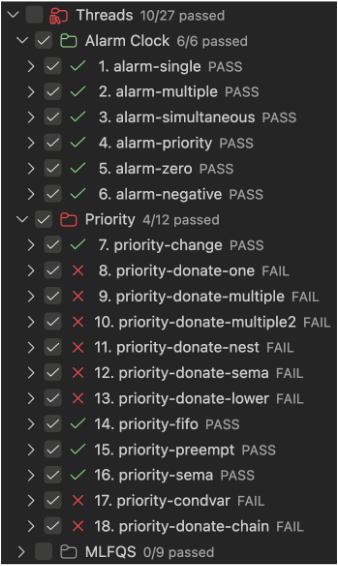 Threads 10/27 passed
Alarm Clock 6/6 passed
1. alarm-single PASS
2. alarm-multiple PASS
3. alarm-simultaneous PASS
4. alarm-priority PASS
5. alarm-zero PASS
6. alarm-negative PASS
Priority 4/12 passed
7. priority-change PASS
8. priority-donate-one FAIL
9. priority-donate-multiple FAIL
10. priority-donate-multiple2 FAIL
11. priority-donate-nest FAIL
12. priority-donate-sema FAIL
13. priority-donate-lower FAIL
14. priority-fifo PASS
15. priority-preempt PASS
16. priority-sema PASS
17. priority-condvar FAIL
18. priority-donate-chain FAIL
MLFQS 0/9 passed